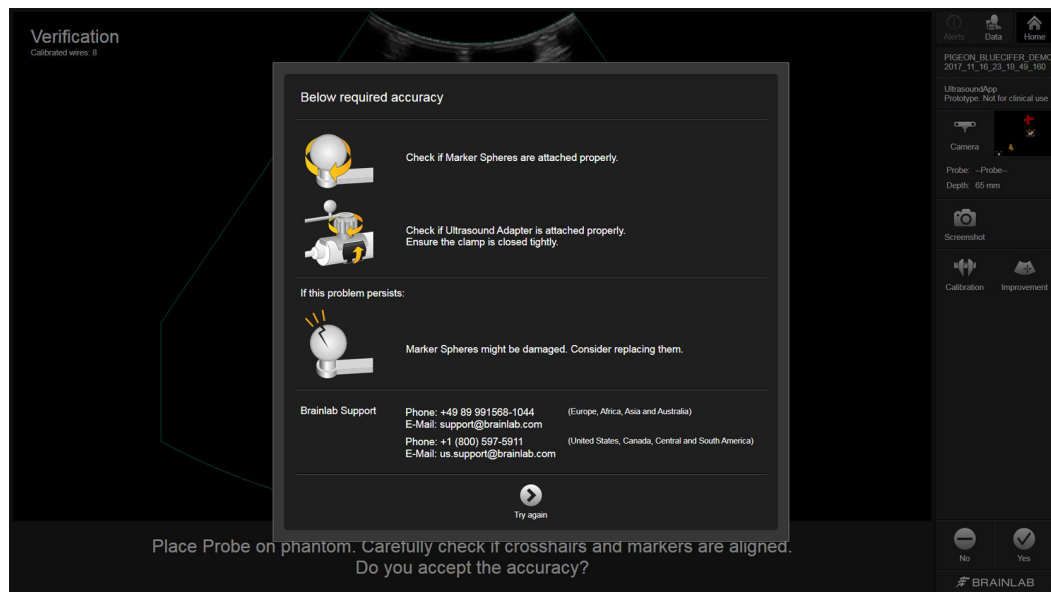 Verification
Calibrated wires: 8
Below required accuracy
Check if Marker Spheres are attached properly.
Check if Ultrasound Adapter is attached properly.
Ensure the clamp is closed tightly.
If this problem persists:
Marker Spheres might be damaged. Consider replacing them.
Brainlab Support
Phone: +49 89 991568-1044
(Europe, Africa, Asia and Australia)
E-Mail: support@brainlab.com
Phone: +1 (800) 597-5911
(United States, Canada, Central and South America)
E-Mail: us.support@brainlab.com
Try again
Place Probe on phantom. Carefully check if crosshairs and markers are aligned.
Do you accept the accuracy?
Alerts
Data
Home
PIGEON_BLUECIFER_DEMO
2017_11_16_23_18_49_160
UltrasoundApp
Prototype. Not for clinical use
Camera
Probe: --Probe--
Depth: 65 mm
Screenshot
Calibration
Improvement
No
Yes
BRAINLAB